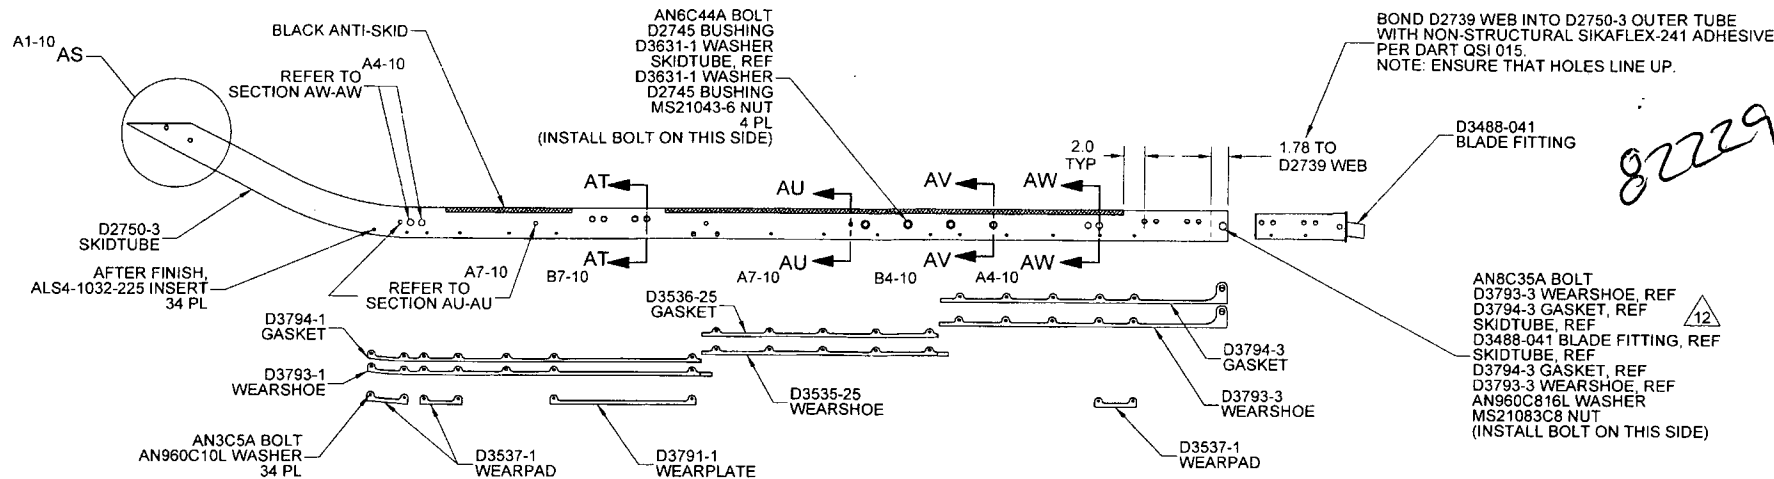 A1-10
AS
BLACK ANTI-SKID
REFER TO A4-10
SECTION AW-AW
AN6C44A BOLT
D2745 BUSHING
D3631-1 WASHER
SKIDTUBE, REF
D3631-1 WASHER
D2745 BUSHING
MS21043-6 NUT
4 PL
(INSTALL BOLT ON THIS SIDE)
BOND D2739 WEB INTO D2750-3 OUTER TUBE
WITH NON-STRUCTURAL SIKAFLEX-241 ADHESIVE
PER DART QSI 015.
NOTE: ENSURE THAT HOLES LINE UP.
82229
D3488-041
BLADE FITTING
2.0
TYP
1.78 TO
D2739 WEB
AT
AU
AV
AW
D2750-3
SKIDTUBE
AFTER FINISH,
ALS4-1032-225 INSERT
34 PL
AT
AU
AV
AW
A7-10
B7-10
A7-10
B4-10
A4-10
REFER TO
SECTION AU-AU
D3794-1
GASKET
D3793-1
WEARSHOE
D3536-25
GASKET
D3535-25
WEARSHOE
D3794-3
GASKET
D3793-3
WEARSHOE
AN3C5A BOLT
AN960C10L WASHER
34 PL
D3537-1
WEARPAD
D3791-1
WEARPLATE
D3537-1
WEARPAD
AN8C35A BOLT
D3793-3 WEARSHOE, REF
D3794-3 GASKET, REF
SKIDTUBE, REF
12
D3488-041 BLADE FITTING, REF
SKIDTUBE, REF
D3794-3 GASKET, REF
D3793-3 WEARSHOE, REF
AN960C816L WASHER
MS21083C8 NUT
(INSTALL BOLT ON THIS SIDE)